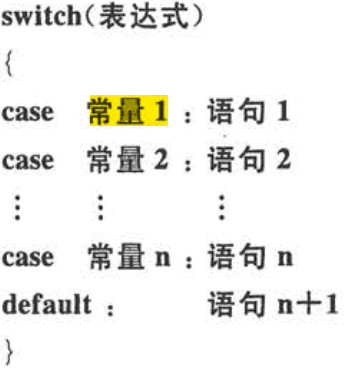 switch(表达式)
{
case 常量 1 : 语句 1
case 常量 2 : 语句 2
⋮ ⋮ ⋮
case 常量 n : 语句 n
default : 语句 n+1
}